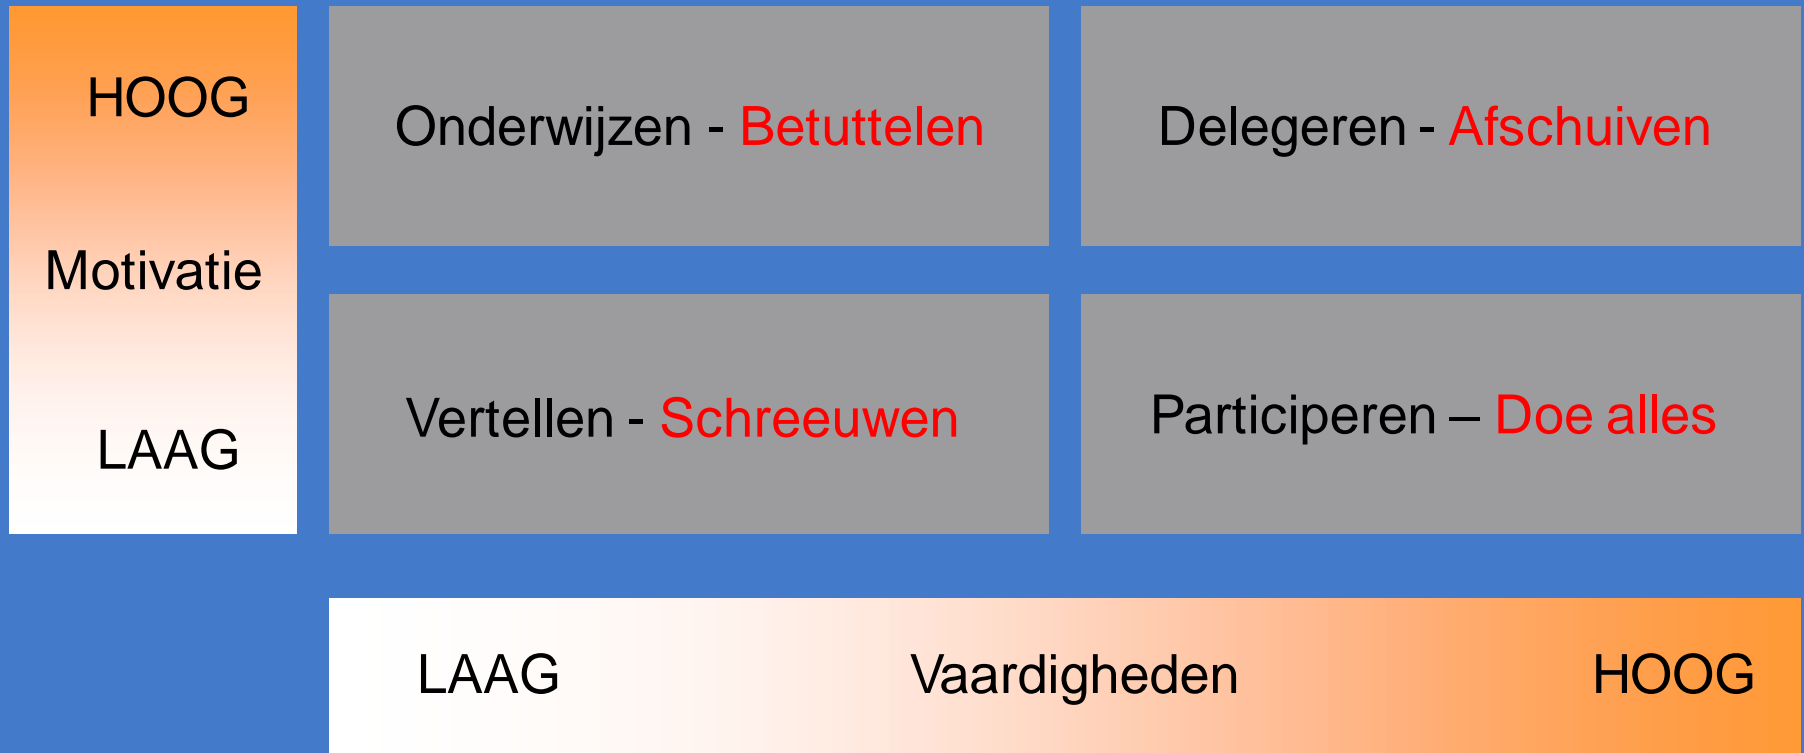 HOOG
Onderwijzen - Betuttelen
Delegeren - Afschuiven
Motivatie
LAAG
Vertellen - Schreeuwen
Participeren – Doe alles
LAAG
Vaardigheden
HOOG